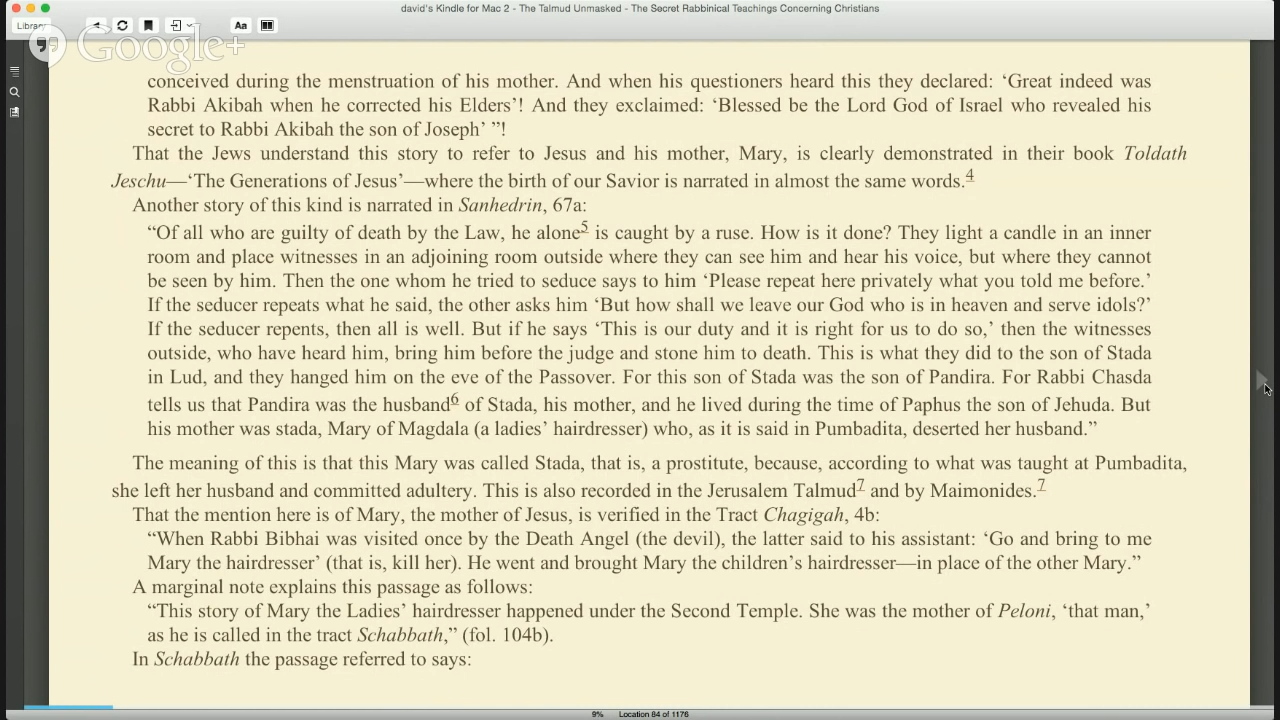 david's Kindle for Mac 2 - The Talmud Unmasked - The Secret Rabbinical Teachings Concerning Christians
Library
Aa
Google+
conceived during the menstruation of his mother. And when his questioners heard this they declared: ‘Great indeed was
Rabbi Akibah when he corrected his Elders’! And they exclaimed: ‘Blessed be the Lord God of Israel who revealed his
secret to Rabbi Akibah the son of Joseph’ ”!
That the Jews understand this story to refer to Jesus and his mother, Mary, is clearly demonstrated in their book Toldath
Jeschu—‘The Generations of Jesus’—where the birth of our Savior is narrated in almost the same words.4
Another story of this kind is narrated in Sanhedrin, 67a:
“Of all who are guilty of death by the Law, he alone5 is caught by a ruse. How is it done? They light a candle in an inner
room and place witnesses in an adjoining room outside where they can see him and hear his voice, but where they cannot
be seen by him. Then the one whom he tried to seduce says to him ‘Please repeat here privately what you told me before.’
If the seducer repeats what he said, the other asks him ‘But how shall we leave our God who is in heaven and serve idols?’
If the seducer repents, then all is well. But if he says ‘This is our duty and it is right for us to do so,’ then the witnesses
outside, who have heard him, bring him before the judge and stone him to death. This is what they did to the son of Stada
in Lud, and they hanged him on the eve of the Passover. For this son of Stada was the son of Pandira. For Rabbi Chasda
tells us that Pandira was the husband6 of Stada, his mother, and he lived during the time of Paphus the son of Jehuda. But
his mother was stada, Mary of Magdala (a ladies’ hairdresser) who, as it is said in Pumbadita, deserted her husband.”
The meaning of this is that this Mary was called Stada, that is, a prostitute, because, according to what was taught at Pumbadita,
she left her husband and committed adultery. This is also recorded in the Jerusalem Talmud7 and by Maimonides.7
That the mention here is of Mary, the mother of Jesus, is verified in the Tract Chagigah, 4b:
“When Rabbi Bibhai was visited once by the Death Angel (the devil), the latter said to his assistant: ‘Go and bring to me
Mary the hairdresser’ (that is, kill her). He went and brought Mary the children’s hairdresser—in place of the other Mary.”
A marginal note explains this passage as follows:
“This story of Mary the Ladies’ hairdresser happened under the Second Temple. She was the mother of Peloni, ‘that man,’
as he is called in the tract Schabbath,” (fol. 104b).
In Schabbath the passage referred to says:
9% Location 84 of 1176